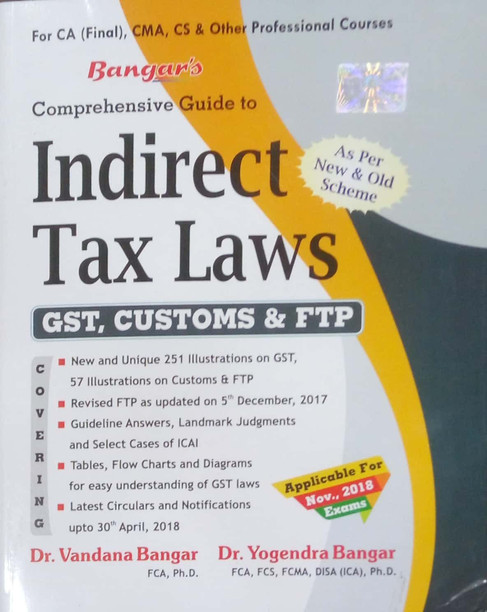 For CA (Final), CMA, CS & Other Professional Courses
Bangar's
Comprehensive Guide to
Indirect
Tax Laws
As Per
New & Old
Scheme
GST, CUSTOMS & FTP
COVERING
New and Unique 251 Illustrations on GST,
57 Illustrations on Customs & FTP
Revised FTP as updated on 5th December, 2017
Guideline Answers, Landmark Judgments
and Select Cases of ICAI
Tables, Flow Charts and Diagrams
for easy understanding of GST laws
Latest Circulars and Notifications
upto 30th April, 2018
Applicable For
Nov., 2018
Exams
Dr. Vandana Bangar
FCA, Ph.D.
Dr. Yogendra Bangar
FCA, FCS, FCMA, DISA (ICA), Ph.D.